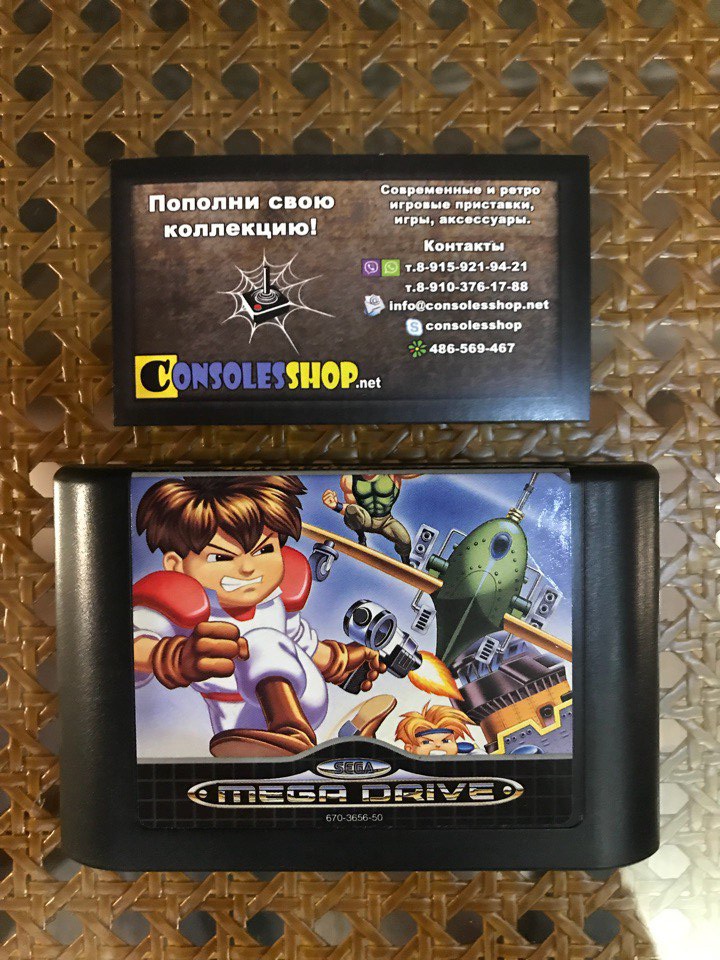 Пополни свою
коллекцию!
CONSOLESSHOP.net
Современные и ретро
игровые приставки,
игры, аксессуары.
Контакты
т.8-915-921-94-21
т.8-910-376-17-88
info@consolesshop.net
consolesshop
486-569-467
SEGA
MEGA DRIVE
670-3656-50